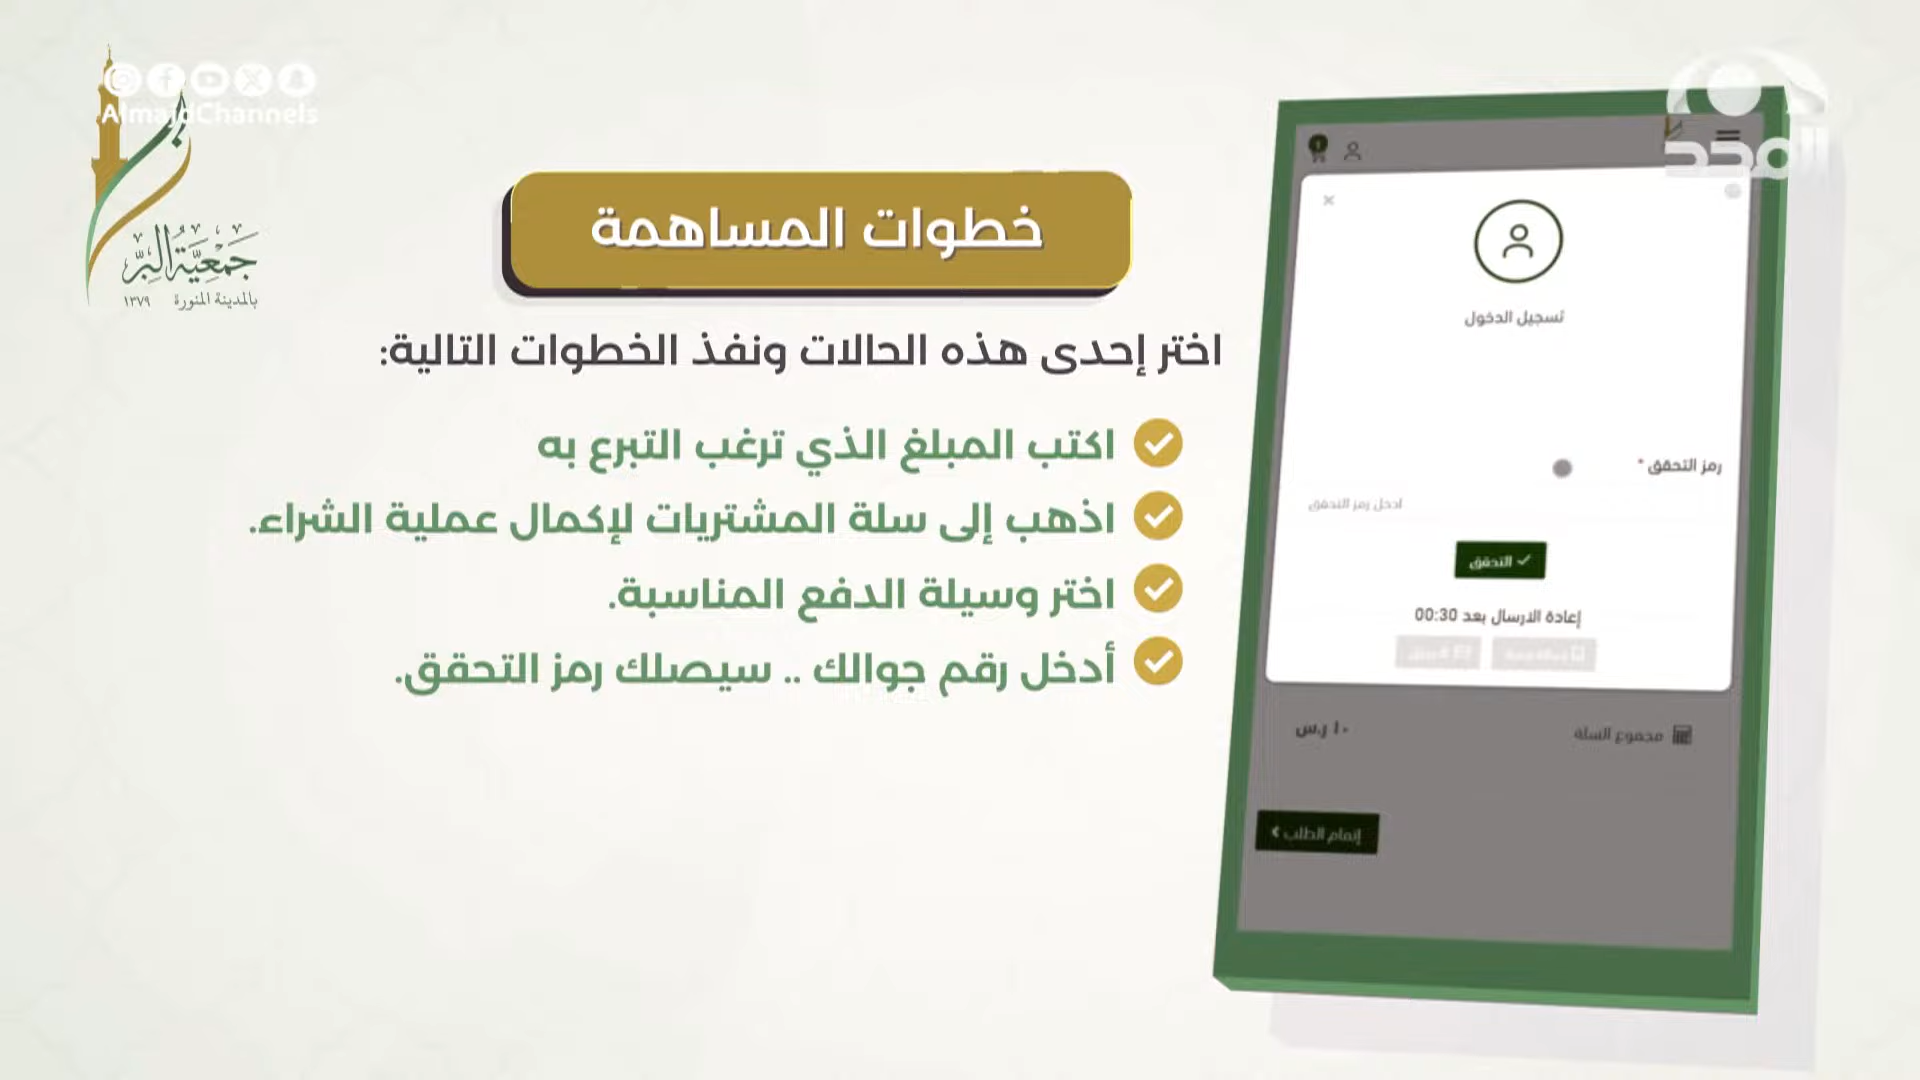 AlmajdChannels
المجد
جمعية البر
بالمدينة المنورة ١٣٧٩
خطوات المساهمة
اختر إحدى هذه الحالات ونفذ الخطوات التالية:
اكتب المبلغ الذي ترغب التبرع به
اذهب إلى سلة المشتريات لإكمال عملية الشراء.
اختر وسيلة الدفع المناسبة.
أدخل رقم جوالك .. سيصلك رمز التحقق.
تسجيل الدخول
رمز التحقق *
ادخل رمز التحقق
التحقق
إعادة الارسال بعد 00:30
مجموع السلة
١٠ ر.س
إتمام الطلب